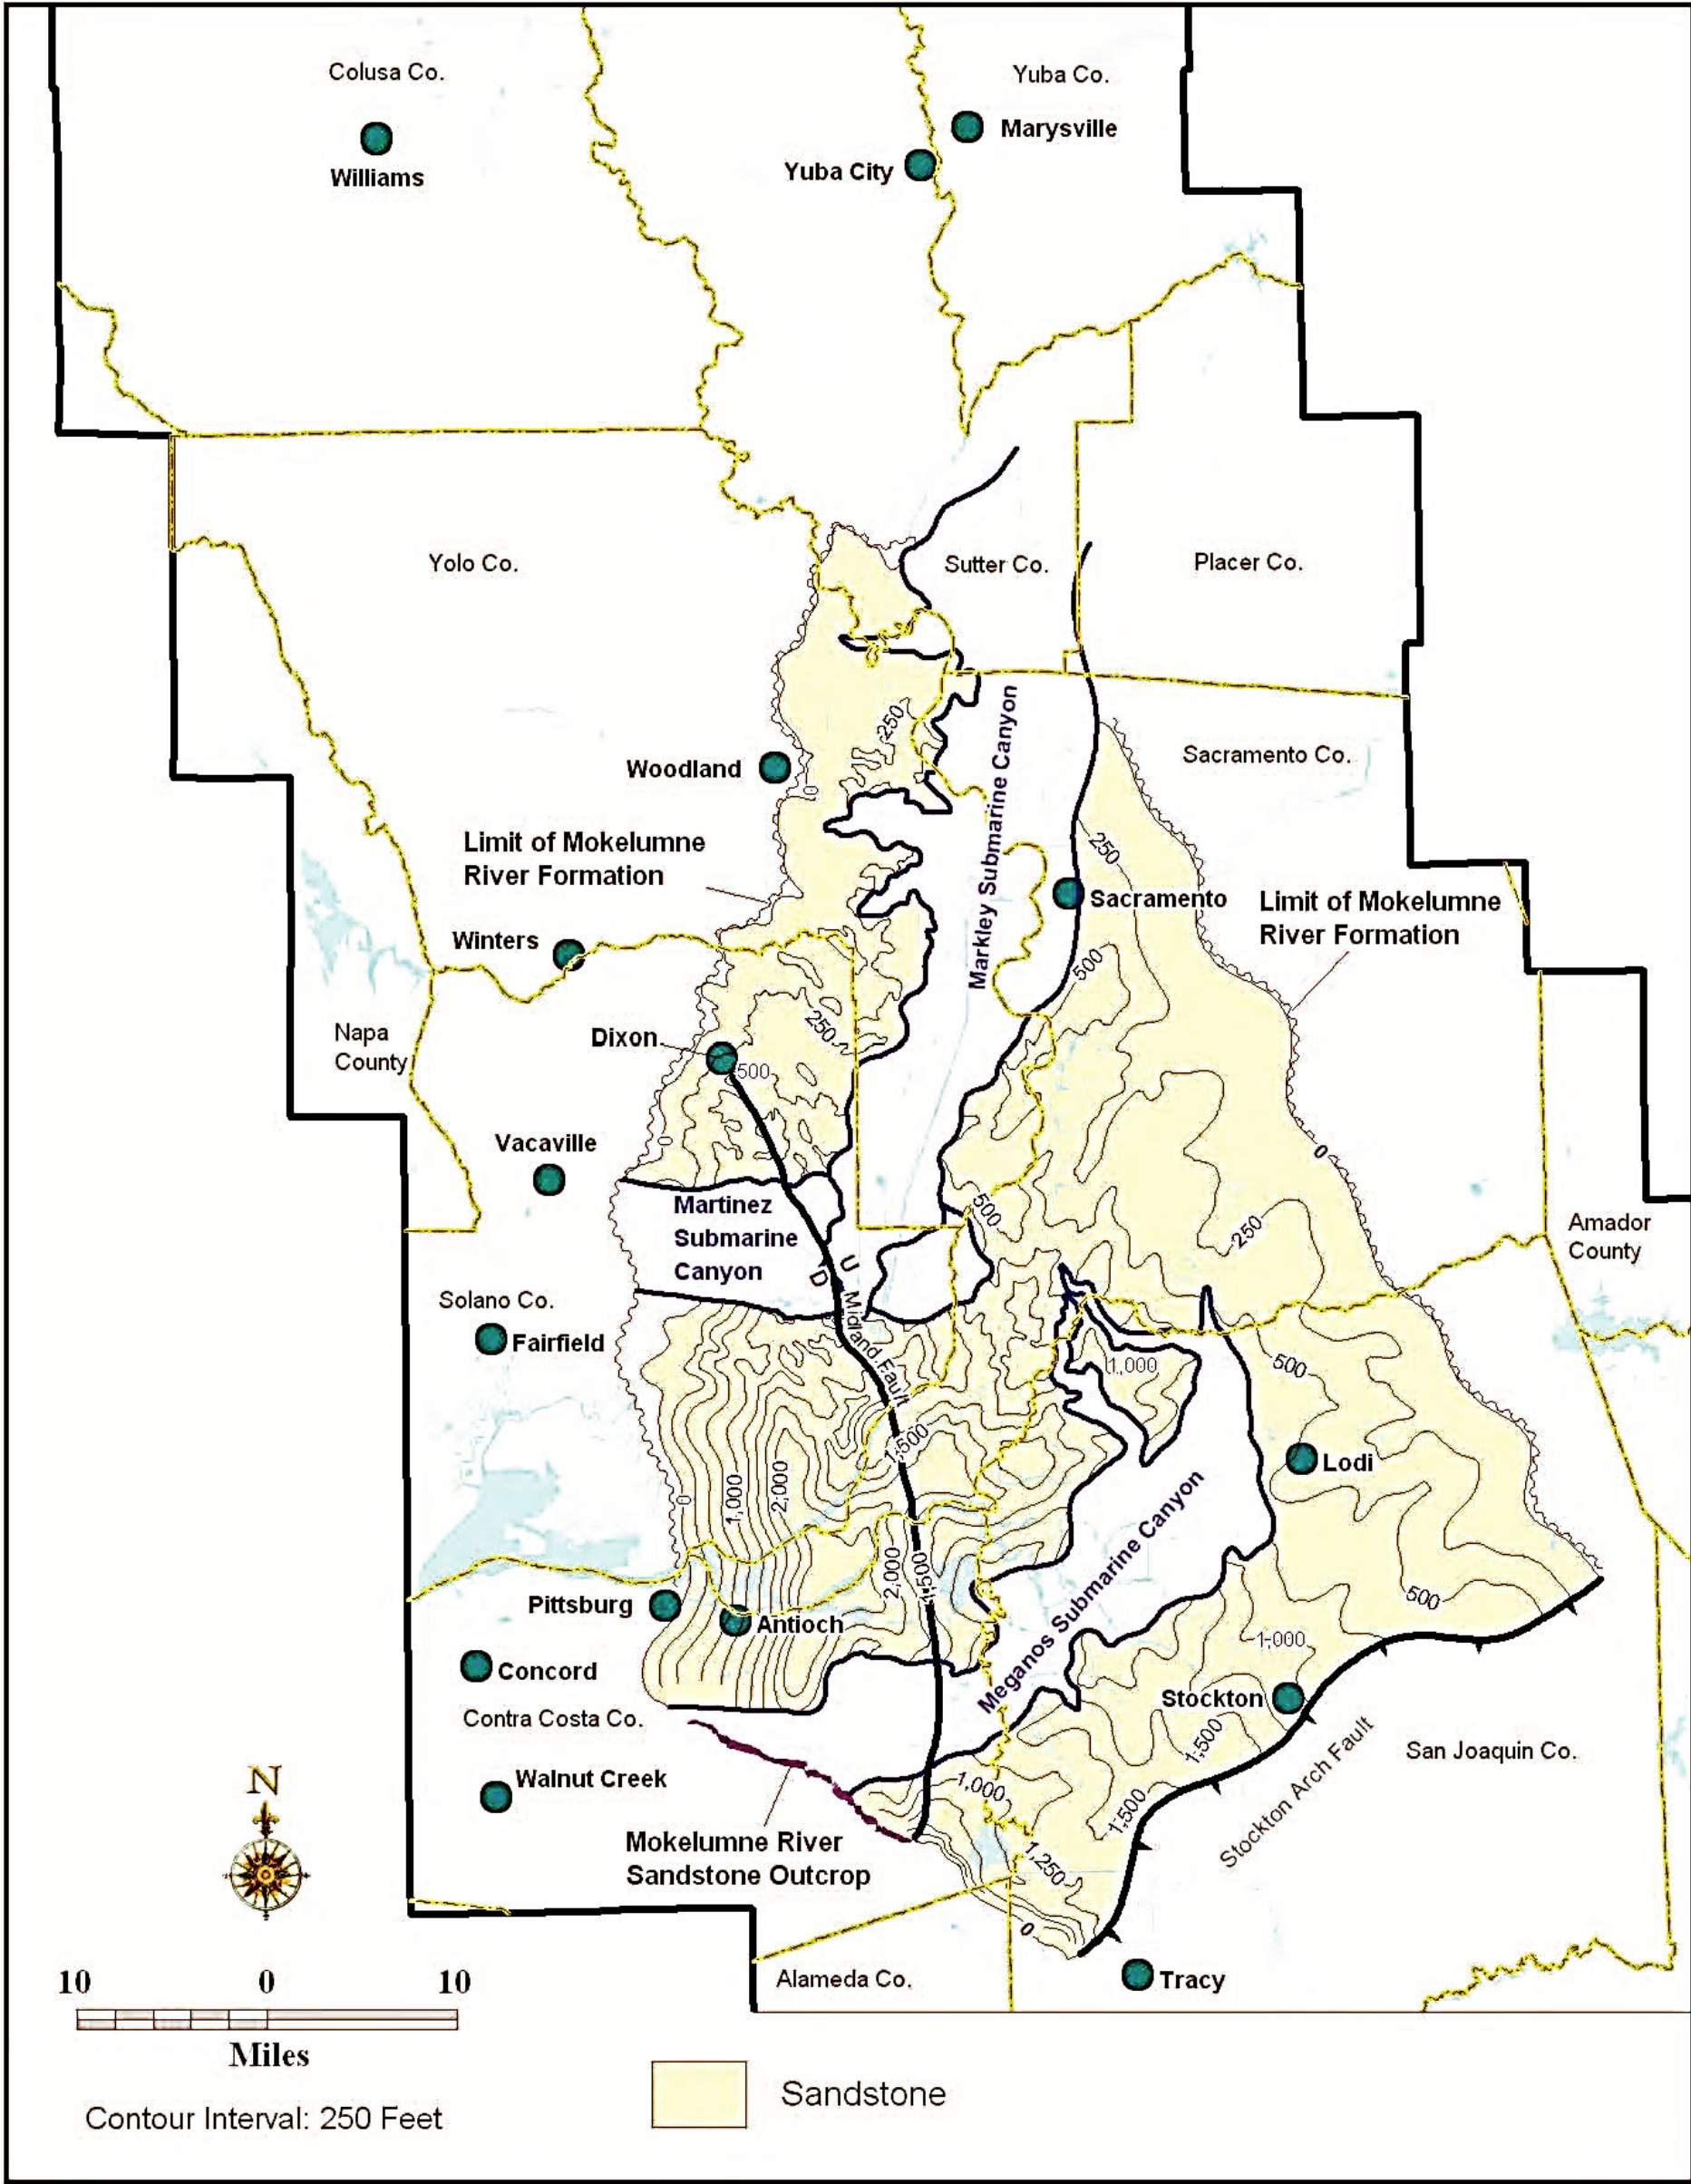 Colusa Co.
Yuba Co.
Marysville
Williams
Yuba City
Yolo Co.
Sutter Co.
Placer Co.
250
Woodland
Sacramento Co.
0
Markley Submarine Canyon
Limit of Mokelumne
River Formation
250
Sacramento
Limit of Mokelumne
River Formation
Winters
500
Napa
County
Dixon
250
500
Vacaville
0
0
Martinez
Submarine
Canyon
500
250
Amador
County
U
D
Solano Co.
Midland Fault
Fairfield
1,000
500
1,500
Lodi
1,000
2,000
0
Meganos Submarine Canyon
2,000
1,500
Pittsburg
Antioch
500
1,000
Concord
Stockton
Contra Costa Co.
1,500
Stockton Arch Fault
San Joaquin Co.
N
Walnut Creek
1,000
1,500
Mokelumne River
Sandstone Outcrop
1,250
0
10 0 10
Alameda Co.
Tracy
Miles
Sandstone
Contour Interval: 250 Feet